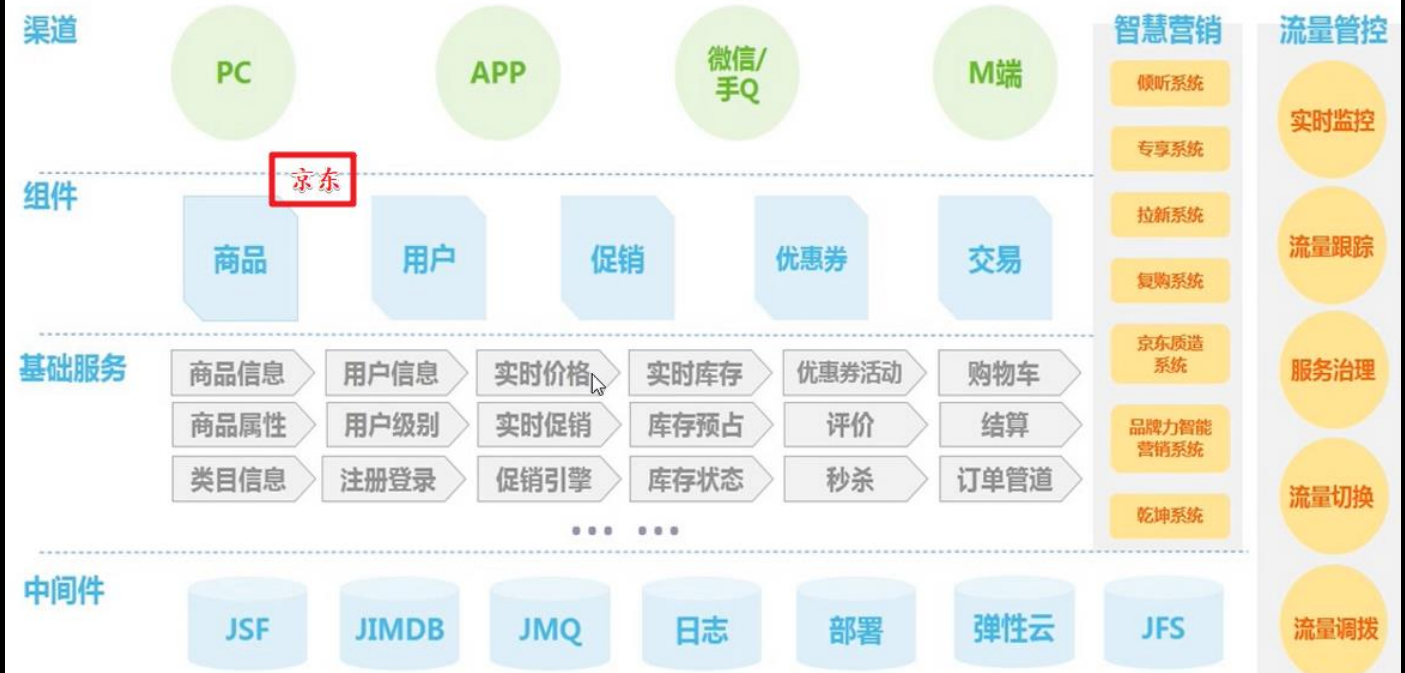 渠道
PC
APP
微信/
手Q
M端
京东
组件
商品
用户
促销
优惠券
交易
基础服务
商品信息
用户信息
实时价格
实时库存
优惠券活动
购物车
商品属性
用户级别
实时促销
库存预占
评价
结算
类目信息
注册登录
促销引擎
库存状态
秒杀
订单管道
... ...
中间件
JSF
JIMDB
JMQ
日志
部署
弹性云
JFS
智慧营销
倾听系统
专享系统
拉新系统
复购系统
京东质造
系统
品牌力智能
营销系统
乾坤系统
流量管控
实时监控
流量跟踪
服务治理
流量切换
流量调拨